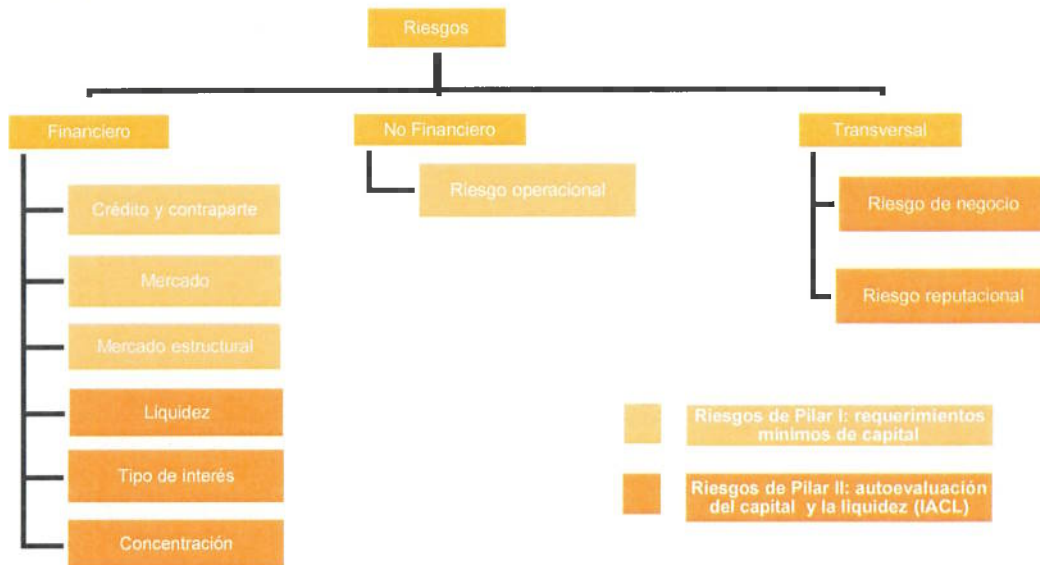 Riesgos
Financiero
No Financiero
Transversal
Crédito y contraparte
Mercado
Mercado estructural
Líquidez
Tipo de interés
Concentración
Riesgo operacional
Riesgo de negocio
Riesgo reputacional
Riesgos de Pilar I: requerimientos
mínimos de capital
Riesgos de Pilar II: autoevaluación
del capital y la liquidez (IACL)